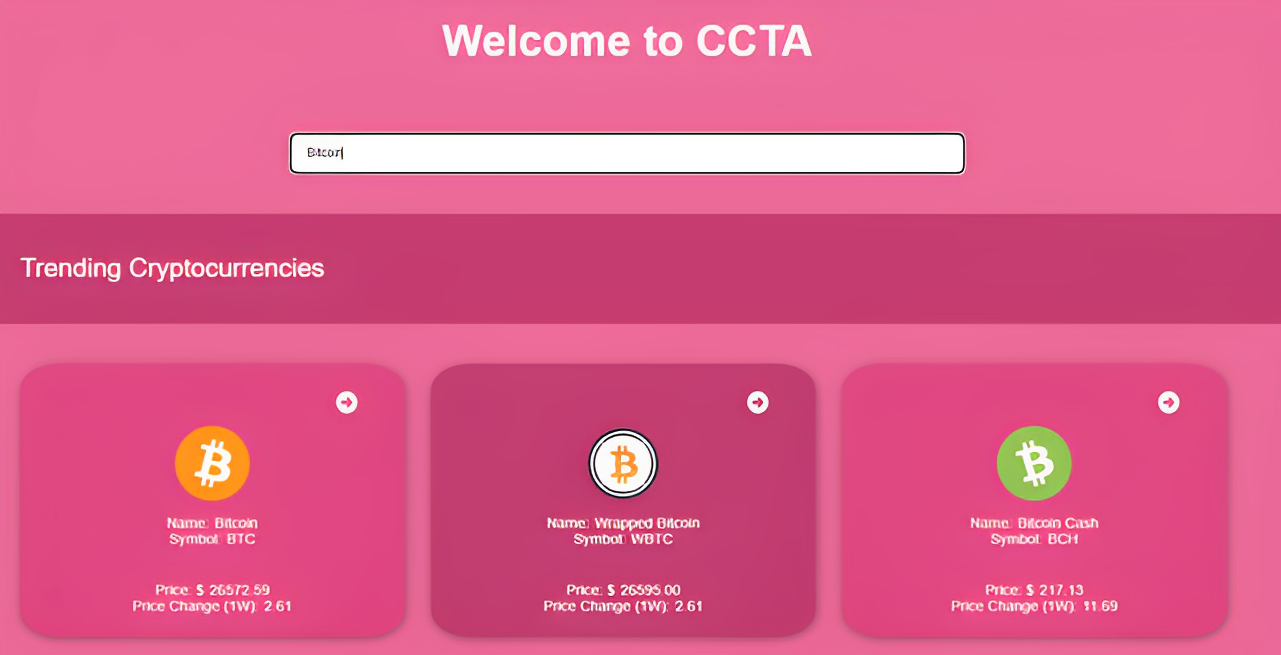 Welcome to CCTA
Bitcoin
Trending Cryptocurrencies
Name: Bitcoin
Symbol: BTC
Price: $ 26572.59
Price Change (1W): 2.61
Name: Wrapped Bitcoin
Symbol: WBTC
Price: $ 26595.00
Price Change (1W): 2.61
Name: Bitcoin Cash
Symbol: BCH
Price: $ 217.13
Price Change (1W): 11.69